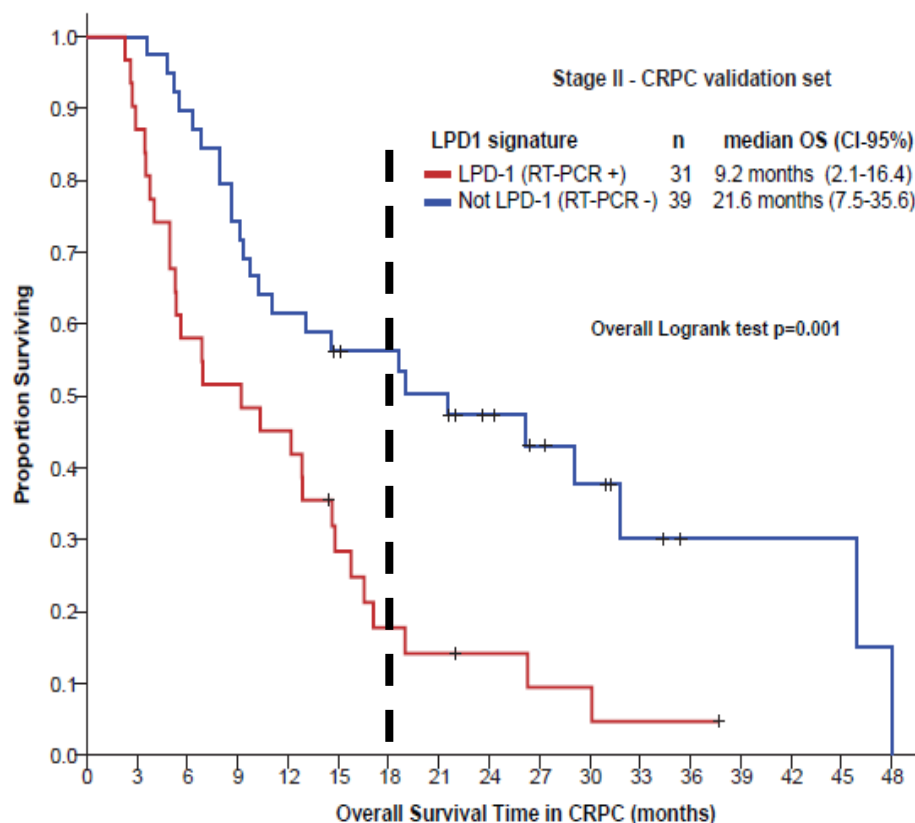 Stage II - CRPC validation set
LPD1 signature n median OS (CI-95%)
LPD-1 (RT-PCR +) 31 9.2 months (2.1-16.4)
Not LPD-1 (RT-PCR -) 39 21.6 months (7.5-35.6)
Overall Logrank test p=0.001
Proportion Surviving
1.0
0.9
0.8
0.7
0.6
0.5
0.4
0.3
0.2
0.1
0.0
0 3 6 9 12 15 18 21 24 27 30 33 36 39 42 45 48
Overall Survival Time in CRPC (months)